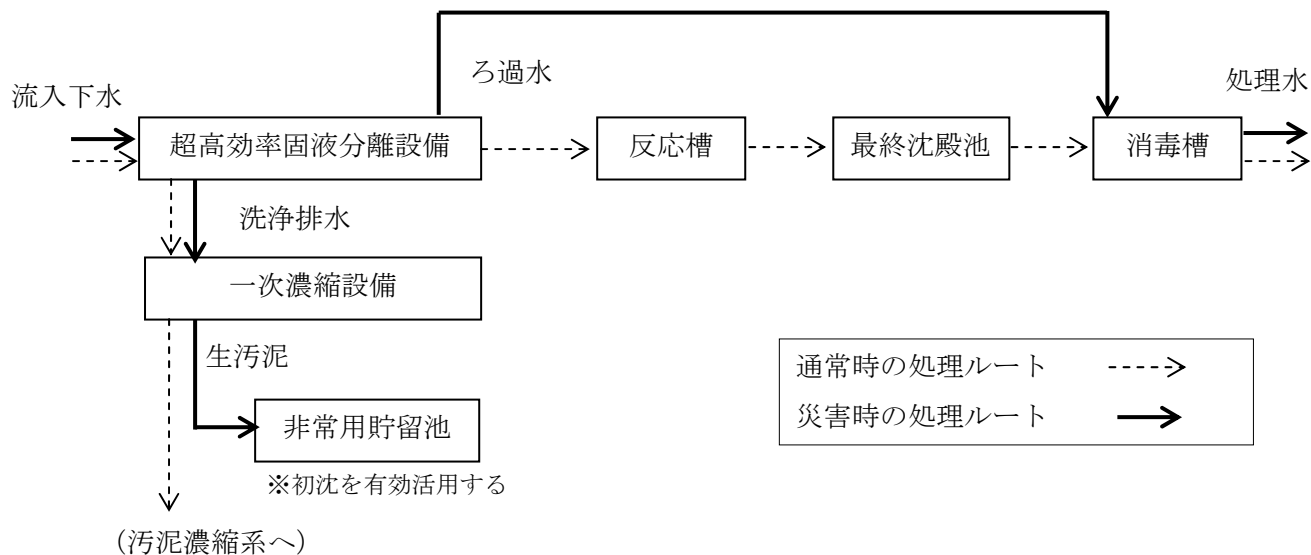 ろ過水
処理水
流入下水
超高効率固液分離設備
反応槽
最終沈殿池
消毒槽
洗浄排水
一次濃縮設備
生汚泥
通常時の処理ルート
災害時の処理ルート
非常用貯留池
※初沈を有効活用する
(汚泥濃縮系へ)